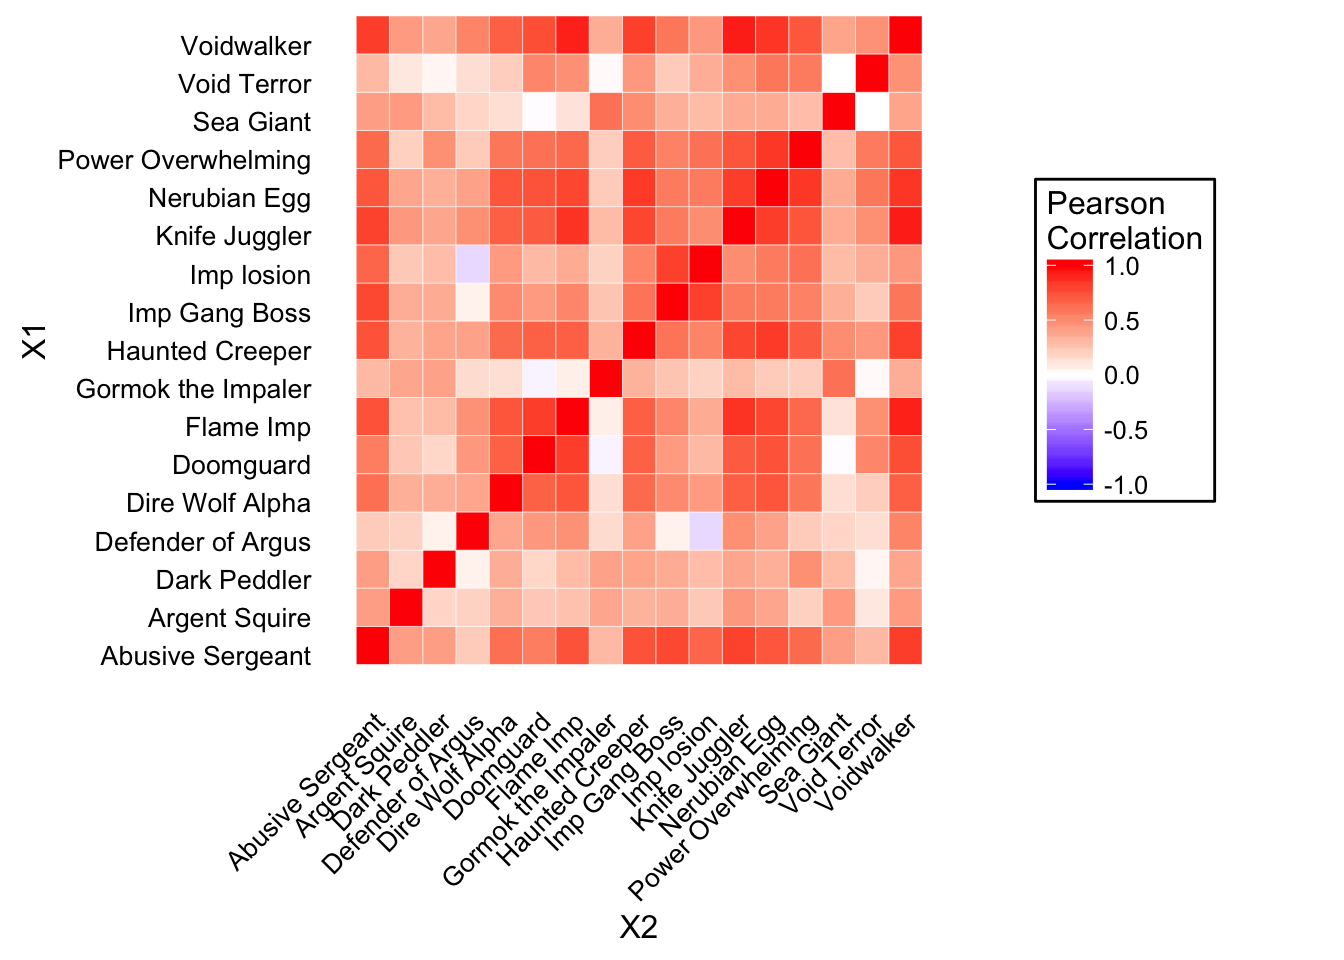 Voidwalker
Void Terror
Sea Giant
Power Overwhelming
Nerubian Egg
Knife Juggler
Imp losion
Imp Gang Boss
Haunted Creeper
Gormok the Impaler
Flame Imp
Doomguard
Dire Wolf Alpha
Defender of Argus
Dark Peddler
Argent Squire
Abusive Sergeant
X1
Abusive Sergeant
Argent Squire
Dark Peddler
Defender of Argus
Dire Wolf Alpha
Doomguard
Flame Imp
Gormok the Impaler
Haunted Creeper
Imp Gang Boss
Imp losion
Knife Juggler
Nerubian Egg
Power Overwhelming
Sea Giant
Void Terror
Voidwalker
X2
Pearson
Correlation
1.0
0.5
0.0
-0.5
-1.0